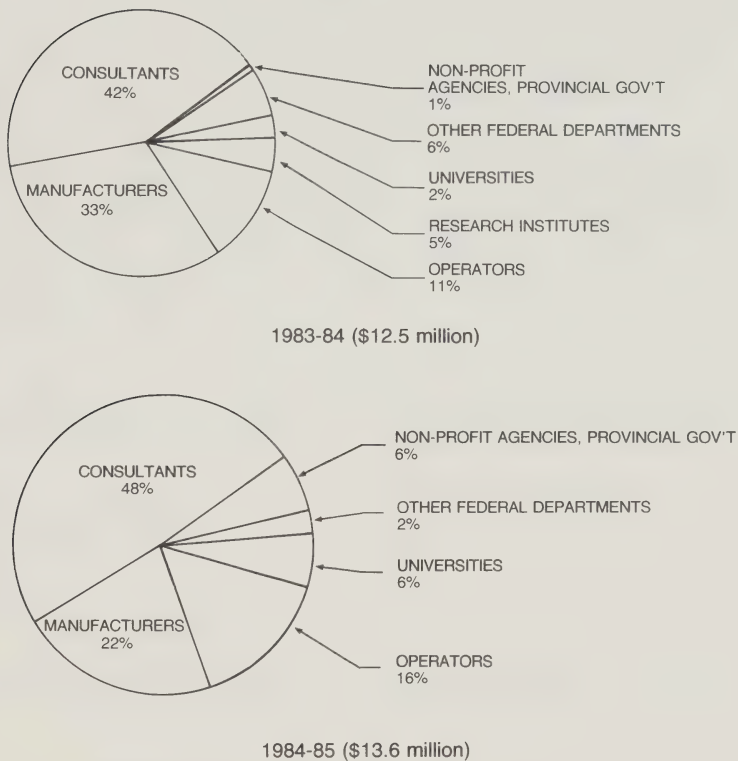 CONSULTANTS
42%
MANUFACTURERS
33%
NON-PROFIT
AGENCIES, PROVINCIAL GOV'T
1%
OTHER FEDERAL DEPARTMENTS
6%
UNIVERSITIES
2%
RESEARCH INSTITUTES
5%
OPERATORS
11%
1983-84 ($12.5 million)
CONSULTANTS
48%
MANUFACTURERS
22%
NON-PROFIT AGENCIES, PROVINCIAL GOV'T
6%
OTHER FEDERAL DEPARTMENTS
2%
UNIVERSITIES
6%
OPERATORS
16%
1984-85 ($13.6 million)